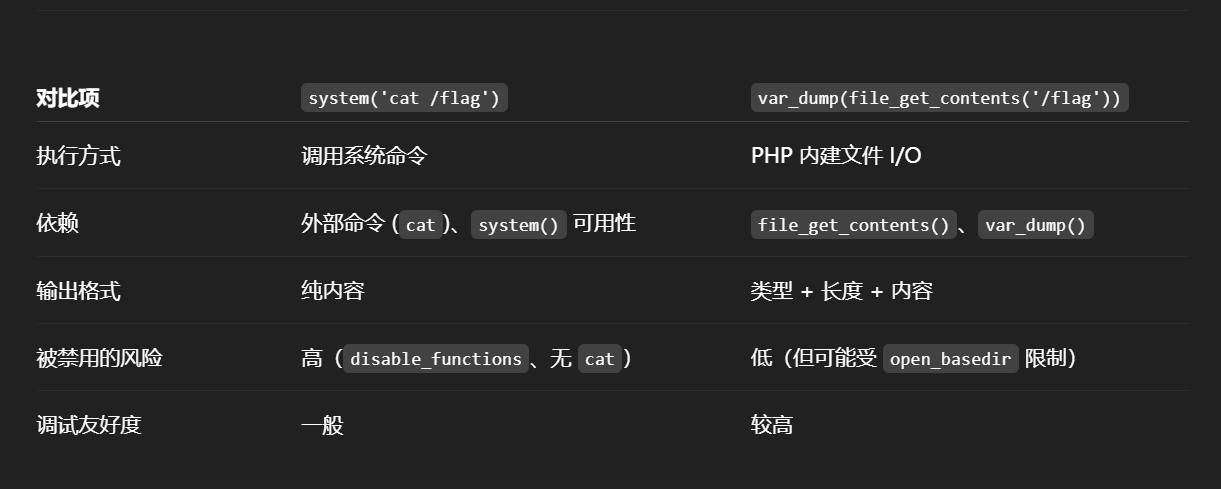 对比项 system('cat /flag') var_dump(file_get_contents('/flag'))
执行方式 调用系统命令 PHP 内建文件 I/O
依赖 外部命令 (cat)、system() 可用性 file_get_contents()、var_dump()
输出格式 纯内容 类型 + 长度 + 内容
被禁用的风险 高（disable_functions、无 cat） 低（但可能受 open_basedir 限制）
调试友好度 一般 较高